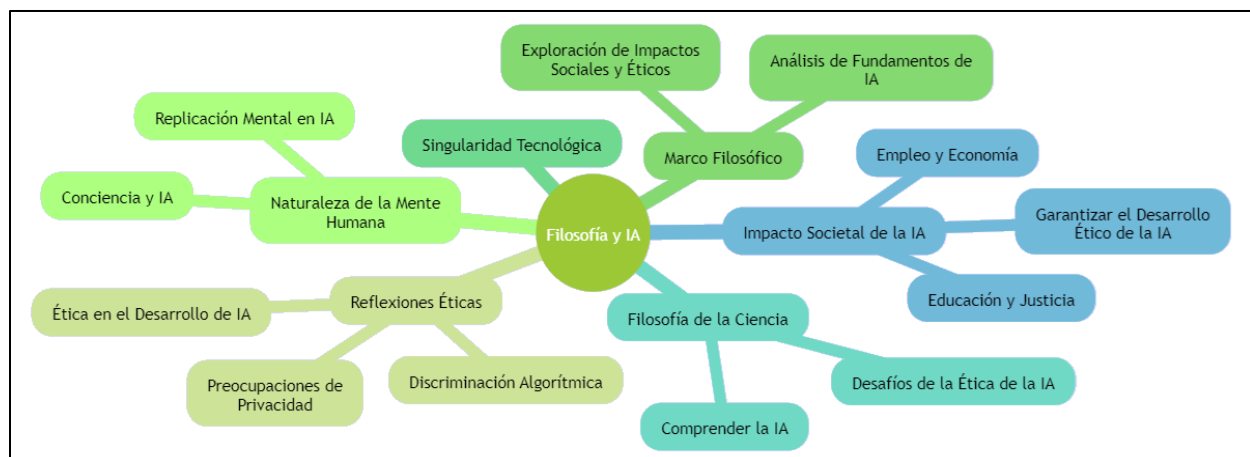 Exploración de Impactos
Sociales y Éticos
Análisis de Fundamentos de
IA
Replicación Mental en IA
Singularidad Tecnológica
Marco Filosófico
Empleo y Economía
Conciencia y IA
Naturaleza de la Mente
Humana
Filosofía y IA
Impacto Societal de la IA
Garantizar el Desarrollo
Ético de la IA
Ética en el Desarrollo de IA
Reflexiones Éticas
Filosofía de la Ciencia
Educación y Justicia
Preocupaciones de
Privacidad
Discriminación Algorítmica
Desafíos de la Ética de la IA
Comprender la IA